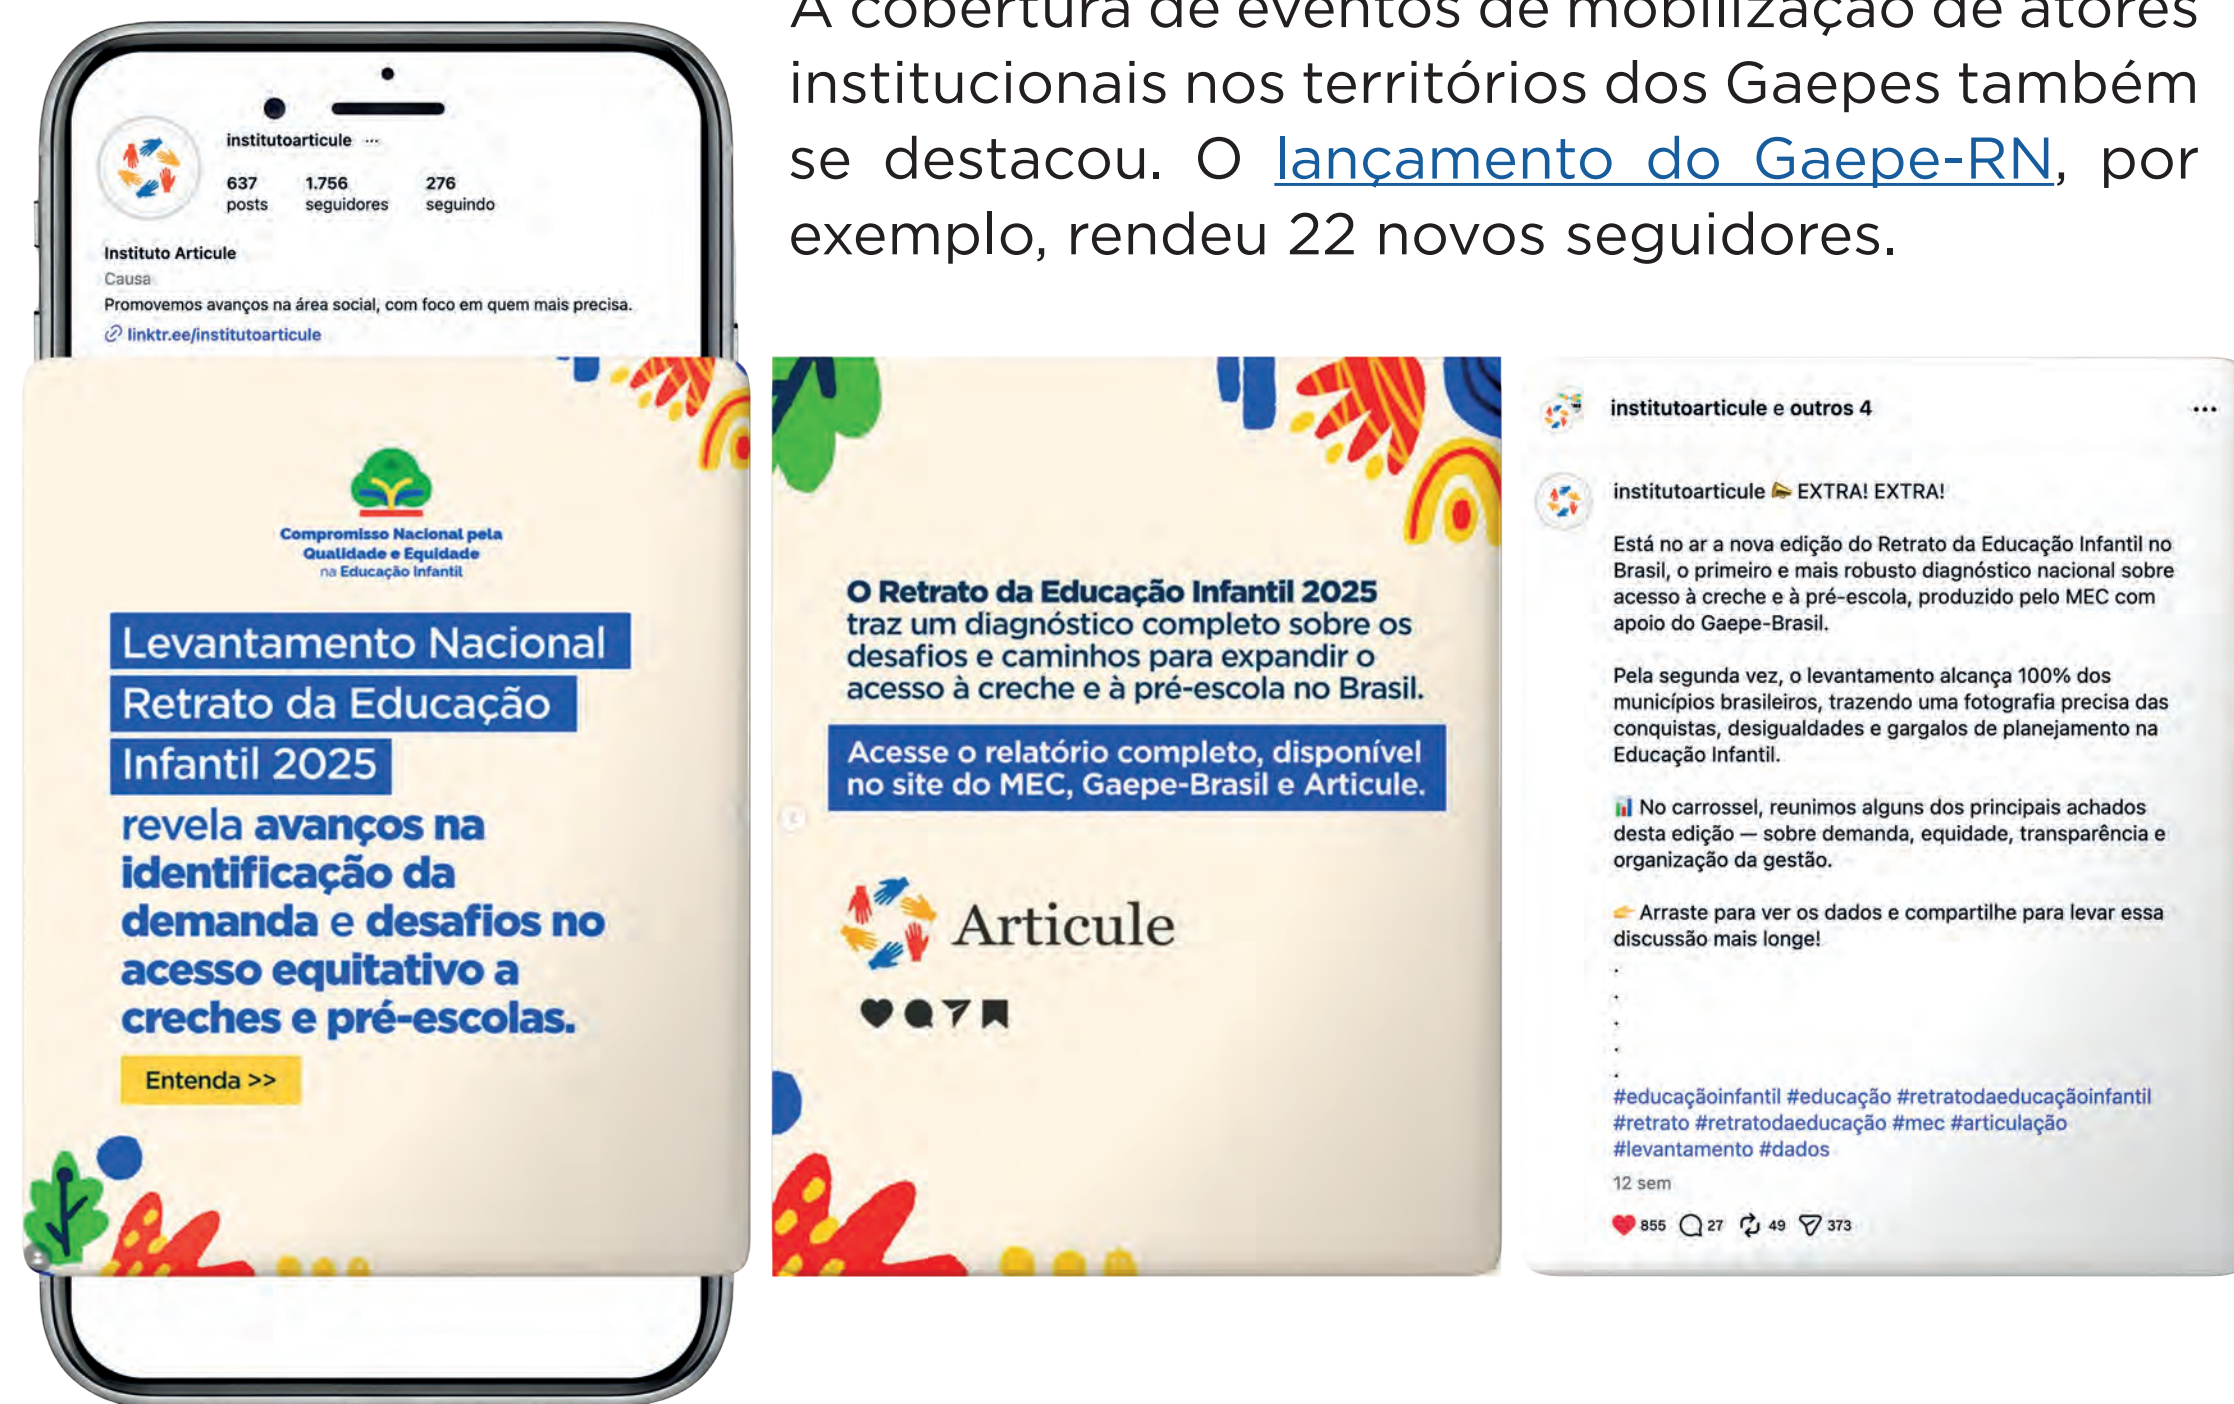 A cobertura de eventos de mobilização de atores
institucionais nos territórios dos Gaepes também
se destacou. O lançamento do Gaepe-RN, por
exemplo, rendeu 22 novos seguidores.
institutoarticule ...
637 1.756 276
posts seguidores seguindo
Instituto Articule
Causa
Promovemos avanços na área social, com foco em quem mais precisa.
linktr.ee/institutoarticule
Compromisso Nacional pela
Qualidade e Equidade
na Educação Infantil
Levantamento Nacional
Retrato da Educação
Infantil 2025
revela avanços na
identificação da
demanda e desafios no
acesso equitativo a
creches e pré-escolas.
Entenda >>
O Retrato da Educação Infantil 2025
traz um diagnóstico completo sobre os
desafios e caminhos para expandir o
acesso à creche e à pré-escola no Brasil.
Acesse o relatório completo, disponível
no site do MEC, Gaepe-Brasil e Articule.
Articule
institutoarticule e outros 4 ...
institutoarticule 📣 EXTRA! EXTRA!
Está no ar a nova edição do Retrato da Educação Infantil no
Brasil, o primeiro e mais robusto diagnóstico nacional sobre
acesso à creche e à pré-escola, produzido pelo MEC com
apoio do Gaepe-Brasil.
Pela segunda vez, o levantamento alcança 100% dos
municípios brasileiros, trazendo uma fotografia precisa das
conquistas, desigualdades e gargalos de planejamento na
Educação Infantil.
📊 No carrossel, reunimos alguns dos principais achados
desta edição — sobre demanda, equidade, transparência e
organização da gestão.
👉 Arraste para ver os dados e compartilhe para levar essa
discussão mais longe!
.
.
.
.
.
#educaçãoinfantil #educação #retratodaeducaçãoinfantil
#retrato #retratodaeducação #mec #articulação
#levantamento #dados
12 sem
855 27 49 373